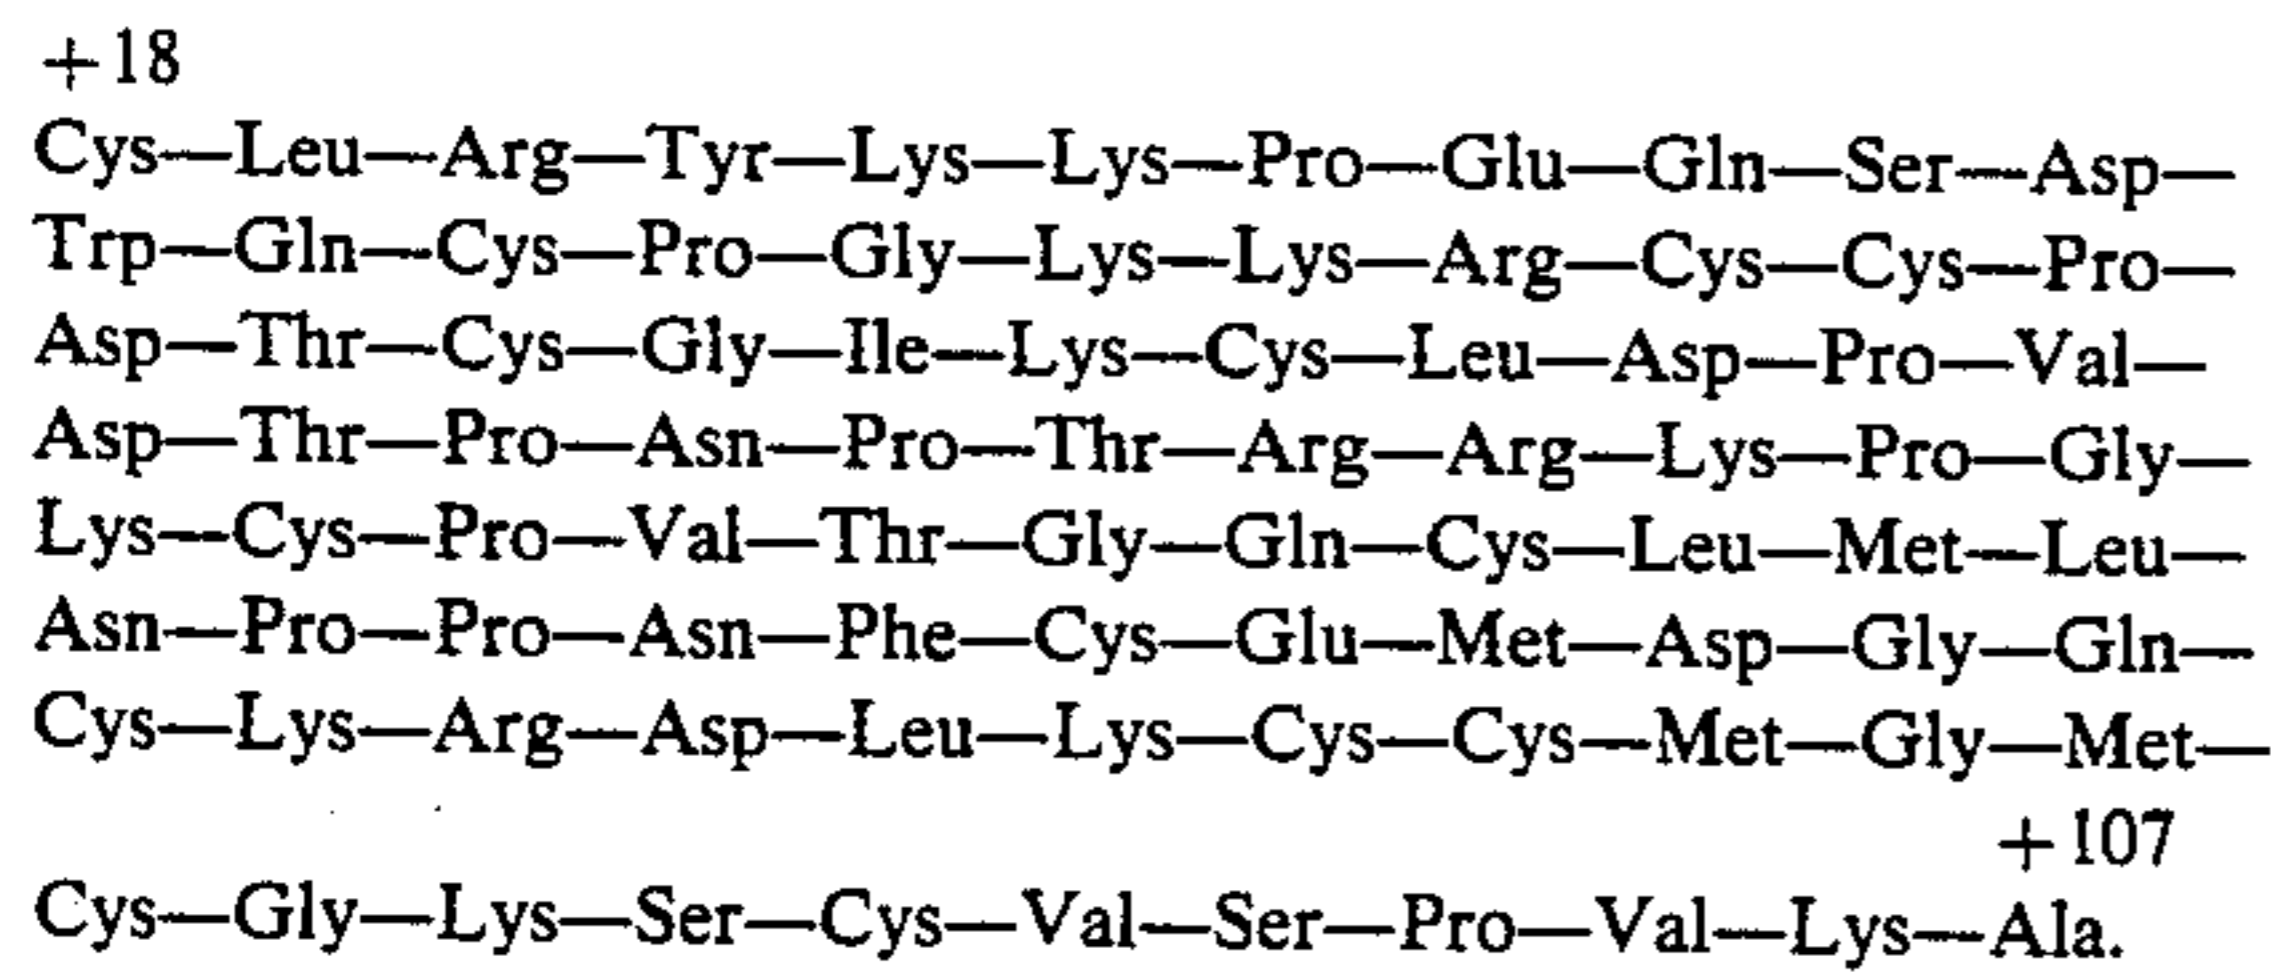 +18
Cys—Leu—Arg—Tyr—Lys—Lys—Pro—Glu—Gln—Ser—Asp—
Trp—Gln—Cys—Pro—Gly—Lys—Lys—Arg—Cys—Cys—Pro—
Asp—Thr—Cys—Gly—Ile—Lys—Cys—Leu—Asp—Pro—Val—
Asp—Thr—Pro—Asn—Pro—Thr—Arg—Arg—Lys—Pro—Gly—
Lys—Cys—Pro—Val—Thr—Gly—Gln—Cys—Leu—Met—Leu—
Asn—Pro—Pro—Asn—Phe—Cys—Glu—Met—Asp—Gly—Gln—
Cys—Lys—Arg—Asp—Leu—Lys—Cys—Cys—Met—Gly—Met—
+107
Cys—Gly—Lys—Ser—Cys—Val—Ser—Pro—Val—Lys—Ala.